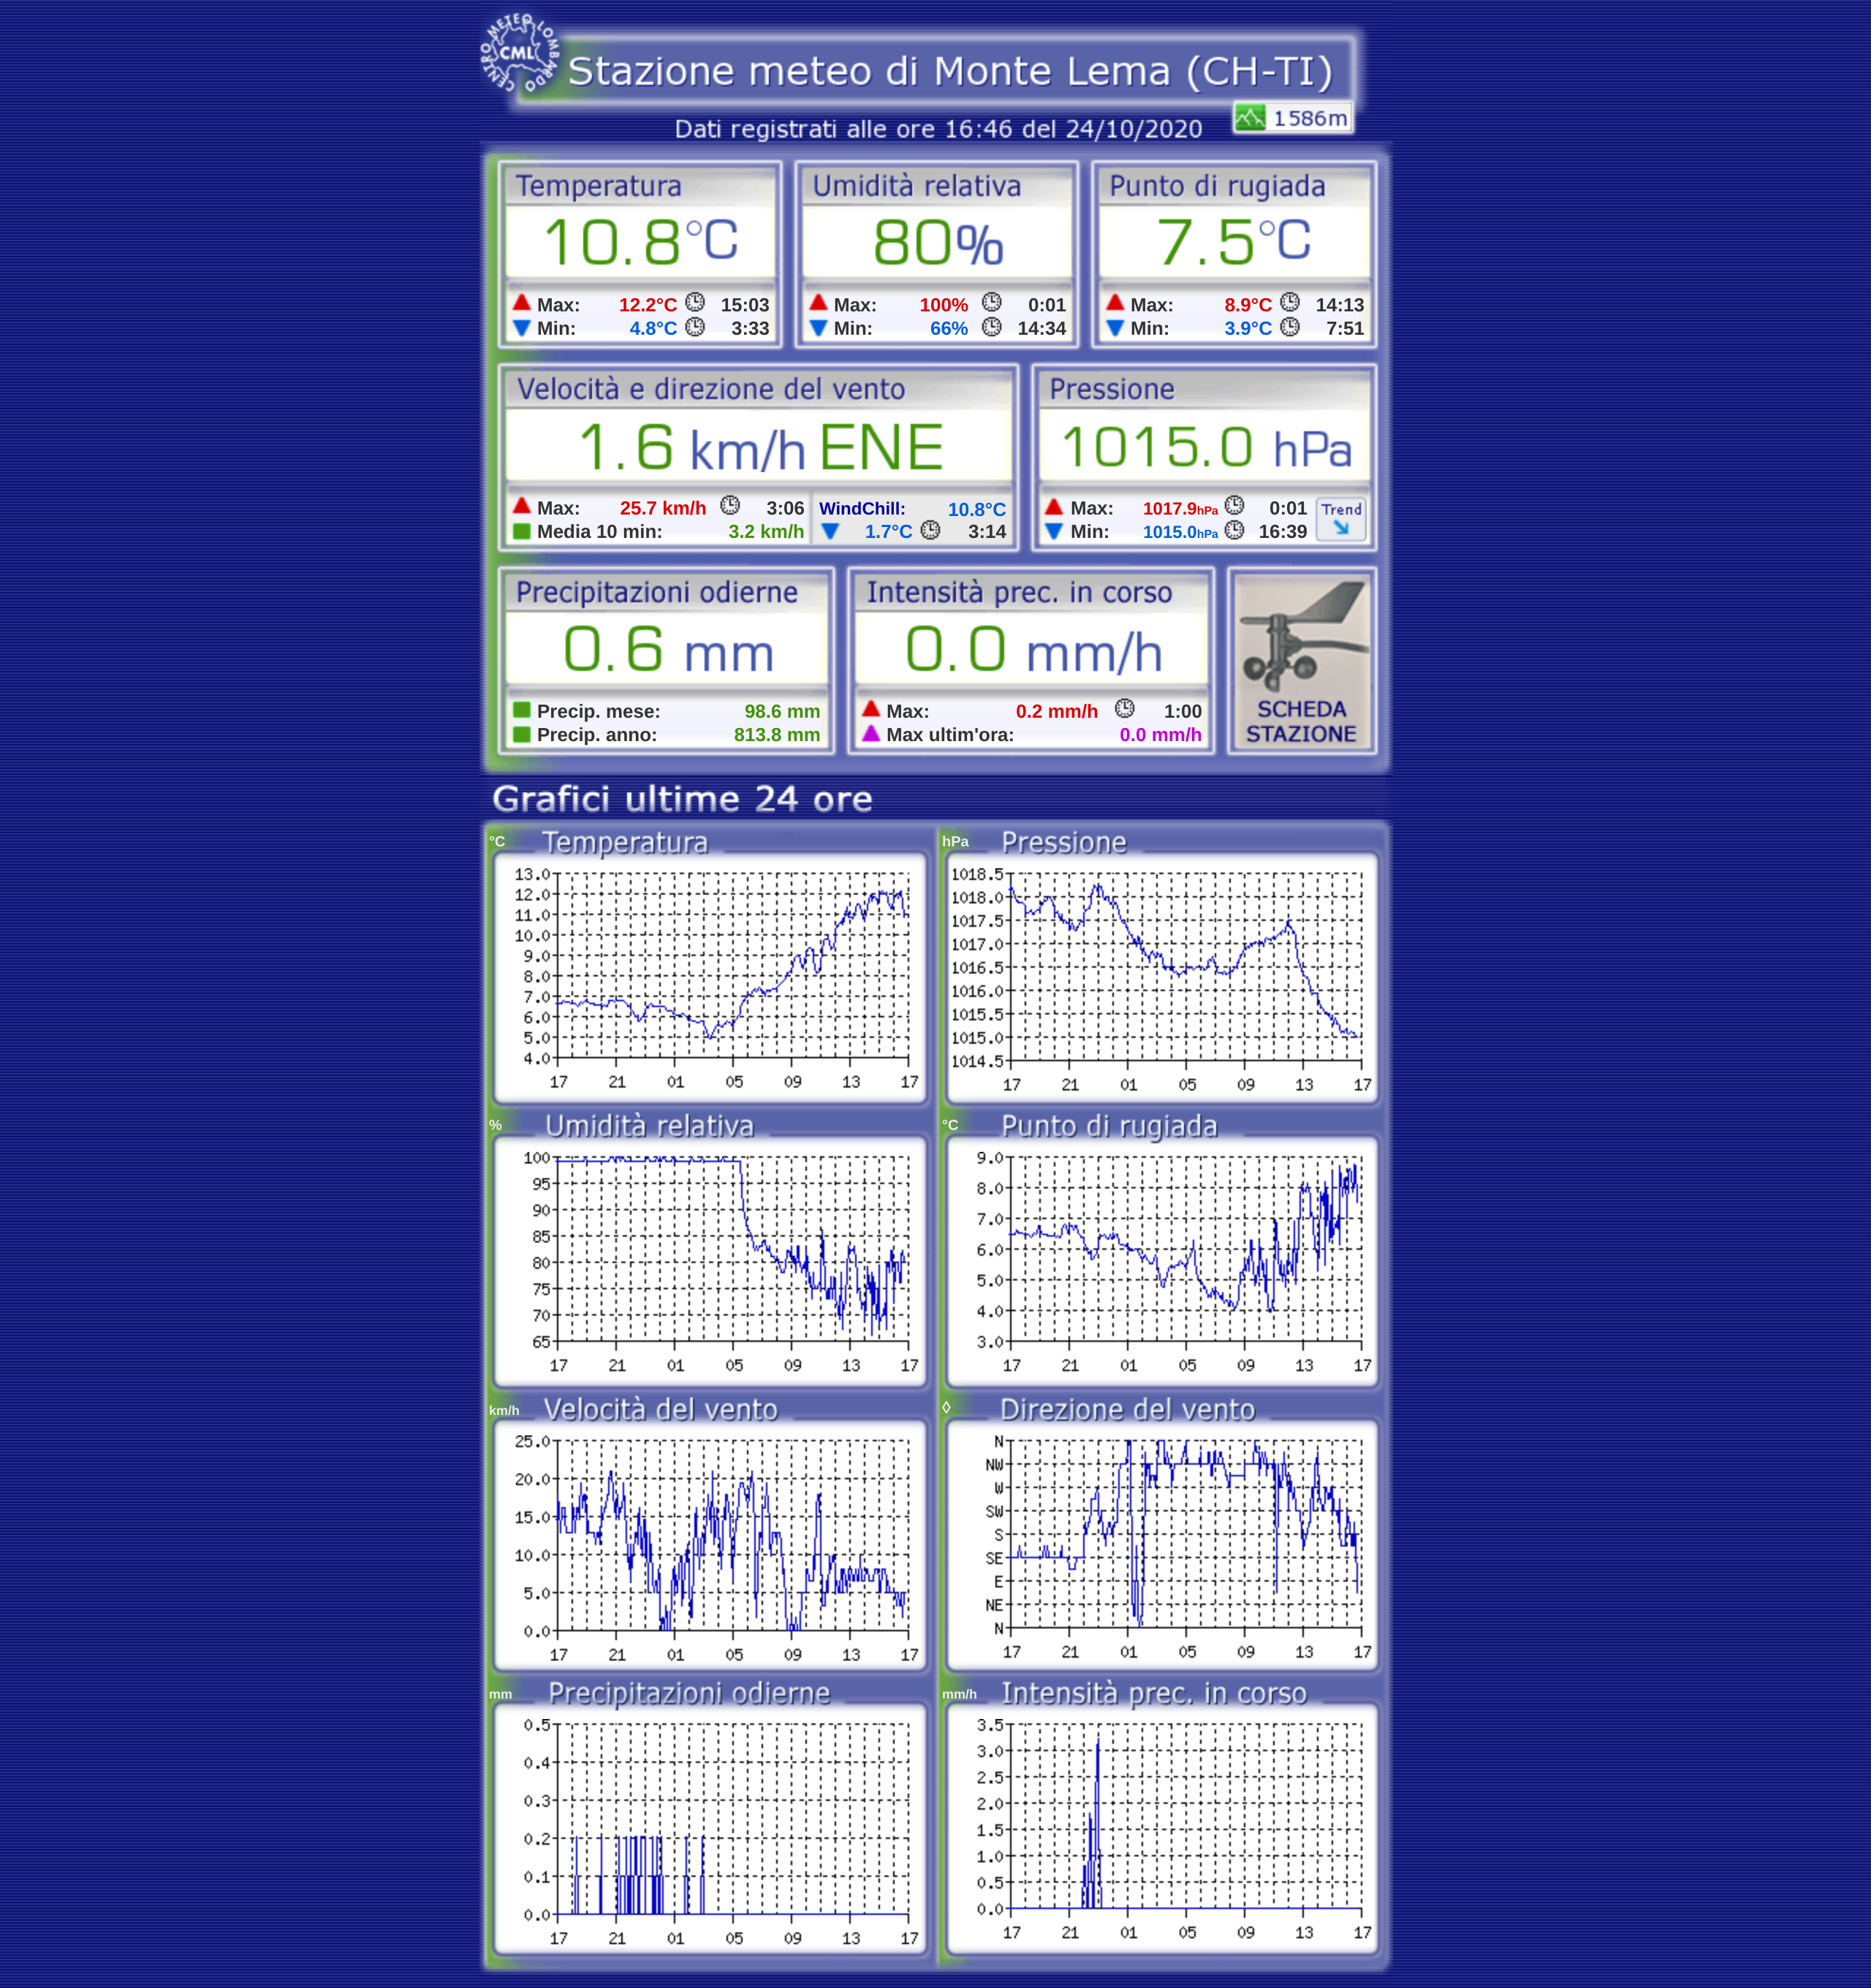 CENTRO METEO LOMBARDO
CML
Stazione meteo di Monte Lema (CH-TI)
1586m
Dati registrati alle ore 16:46 del 24/10/2020
Temperatura Umidità relativa Punto di rugiada
10.8°C 80% 7.5°C
Max: 12.2°C 15:03 Max: 100% 0:01 Max: 8.9°C 14:13
Min: 4.8°C 3:33 Min: 66% 14:34 Min: 3.9°C 7:51
Velocità e direzione del vento Pressione
1.6 km/h ENE 1015.0 hPa
Max: 25.7 km/h 3:06 WindChill: 10.8°C Max: 1017.9hPa 0:01 Trend
Media 10 min: 3.2 km/h 1.7°C 3:14 Min: 1015.0hPa 16:39
Precipitazioni odierne Intensità prec. in corso
0.6 mm 0.0 mm/h
Precip. mese: 98.6 mm Max: 0.2 mm/h 1:00 SCHEDA
Precip. anno: 813.8 mm Max ultim'ora: 0.0 mm/h STAZIONE
Grafici ultime 24 ore
°C Temperatura
13.0
12.0
11.0
10.0
9.0
8.0
7.0
6.0
5.0
4.0
17 21 01 05 09 13 17
hPa Pressione
1018.5
1018.0
1017.5
1017.0
1016.5
1016.0
1015.5
1015.0
1014.5
17 21 01 05 09 13 17
% Umidità relativa
100
95
90
85
80
75
70
65
17 21 01 05 09 13 17
°C Punto di rugiada
9.0
8.0
7.0
6.0
5.0
4.0
3.0
17 21 01 05 09 13 17
km/h Velocità del vento
25.0
20.0
15.0
10.0
5.0
0.0
17 21 01 05 09 13 17
◊ Direzione del vento
N
NW
W
SW
S
SE
E
NE
N
17 21 01 05 09 13 17
mm Precipitazioni odierne
0.5
0.4
0.3
0.2
0.1
0.0
17 21 01 05 09 13 17
mm/h Intensità prec. in corso
3.5
3.0
2.5
2.0
1.5
1.0
0.5
0.0
17 21 01 05 09 13 17